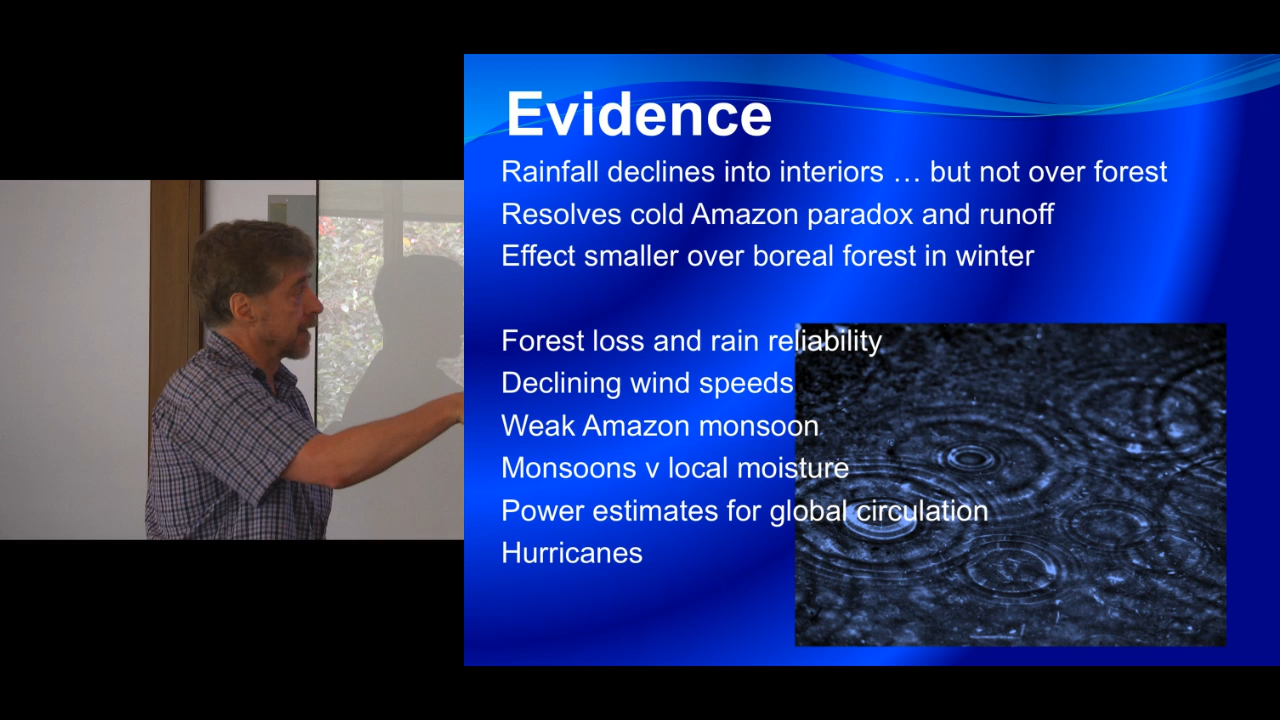 Evidence
Rainfall declines into interiors … but not over forest
Resolves cold Amazon paradox and runoff
Effect smaller over boreal forest in winter
Forest loss and rain reliability
Declining wind speeds
Weak Amazon monsoon
Monsoons v local moisture
Power estimates for global circulation
Hurricanes